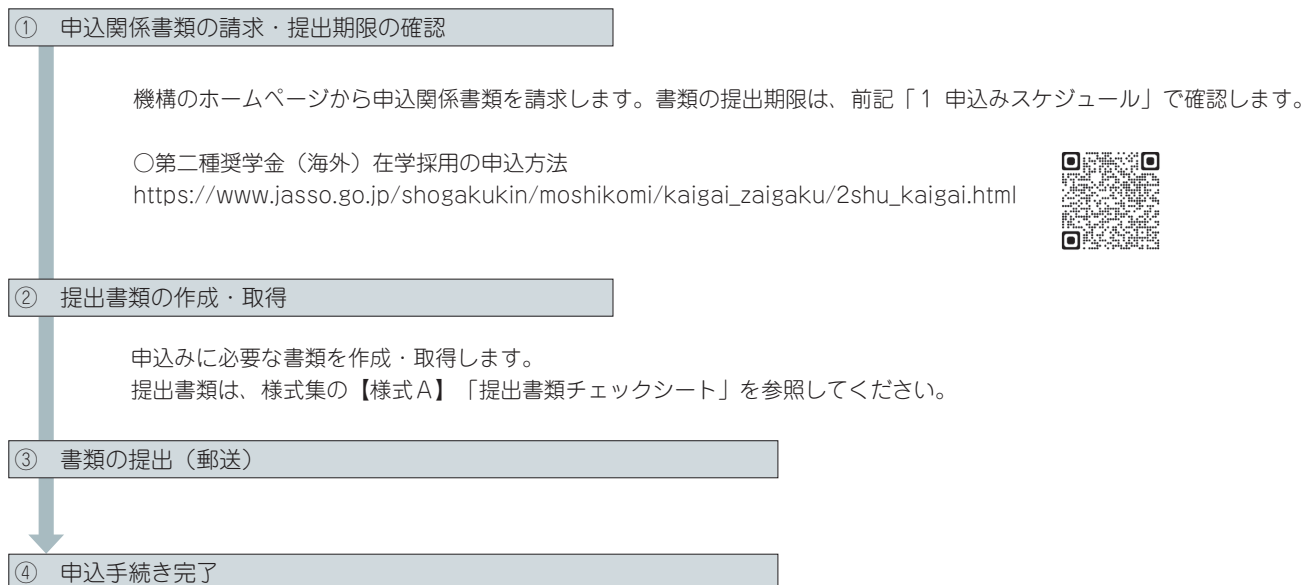 ① 申込関係書類の請求・提出期限の確認
機構のホームページから申込関係書類を請求します。書類の提出期限は、前記「１ 申込みスケジュール」で確認します。
○第二種奨学金（海外）在学採用の申込方法
https://www.jasso.go.jp/shogakukin/moshikomi/kaigai_zaigaku/2shu_kaigai.html
② 提出書類の作成・取得
申込みに必要な書類を作成・取得します。
提出書類は、様式集の【様式Ａ】「提出書類チェックシート」を参照してください。
③ 書類の提出（郵送）
④ 申込手続き完了